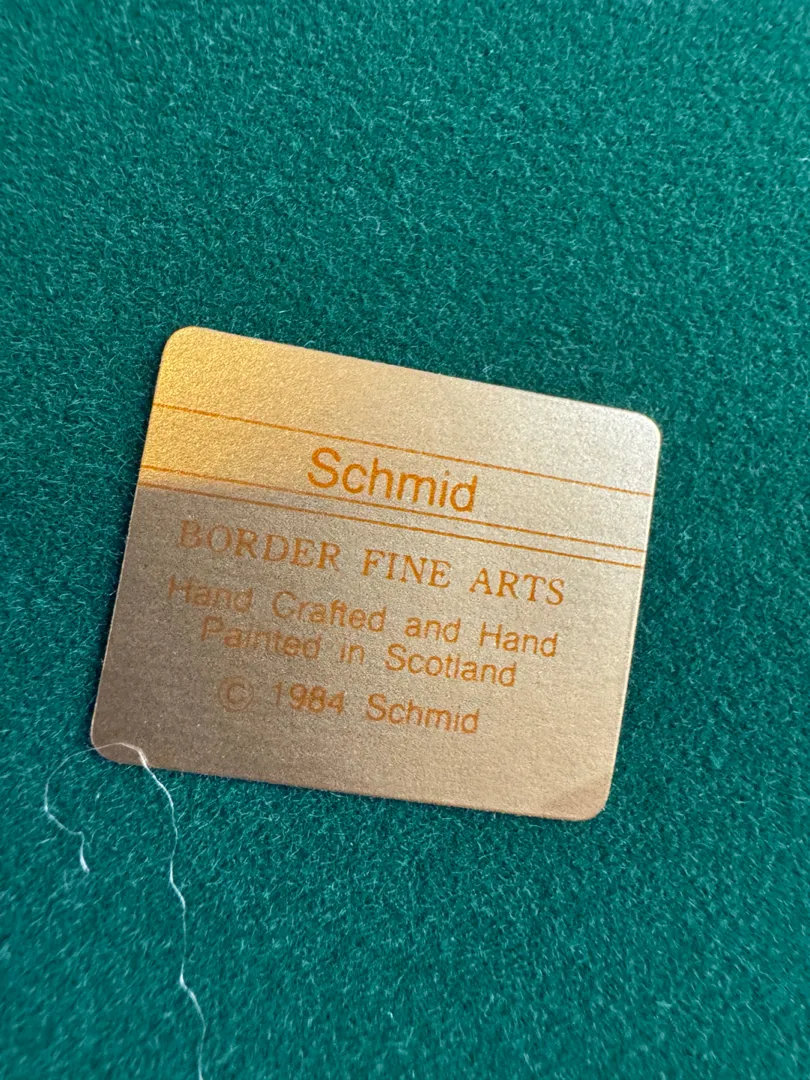 Schmid
BORDER FINE ARTS
Hand Crafted and Hand
Painted in Scotland
© 1984 Schmid